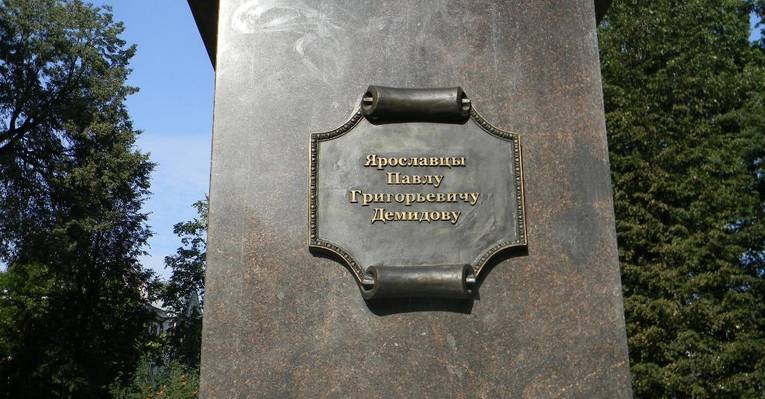 Ярославцы
Павлу
Григорьевичу
Демидову